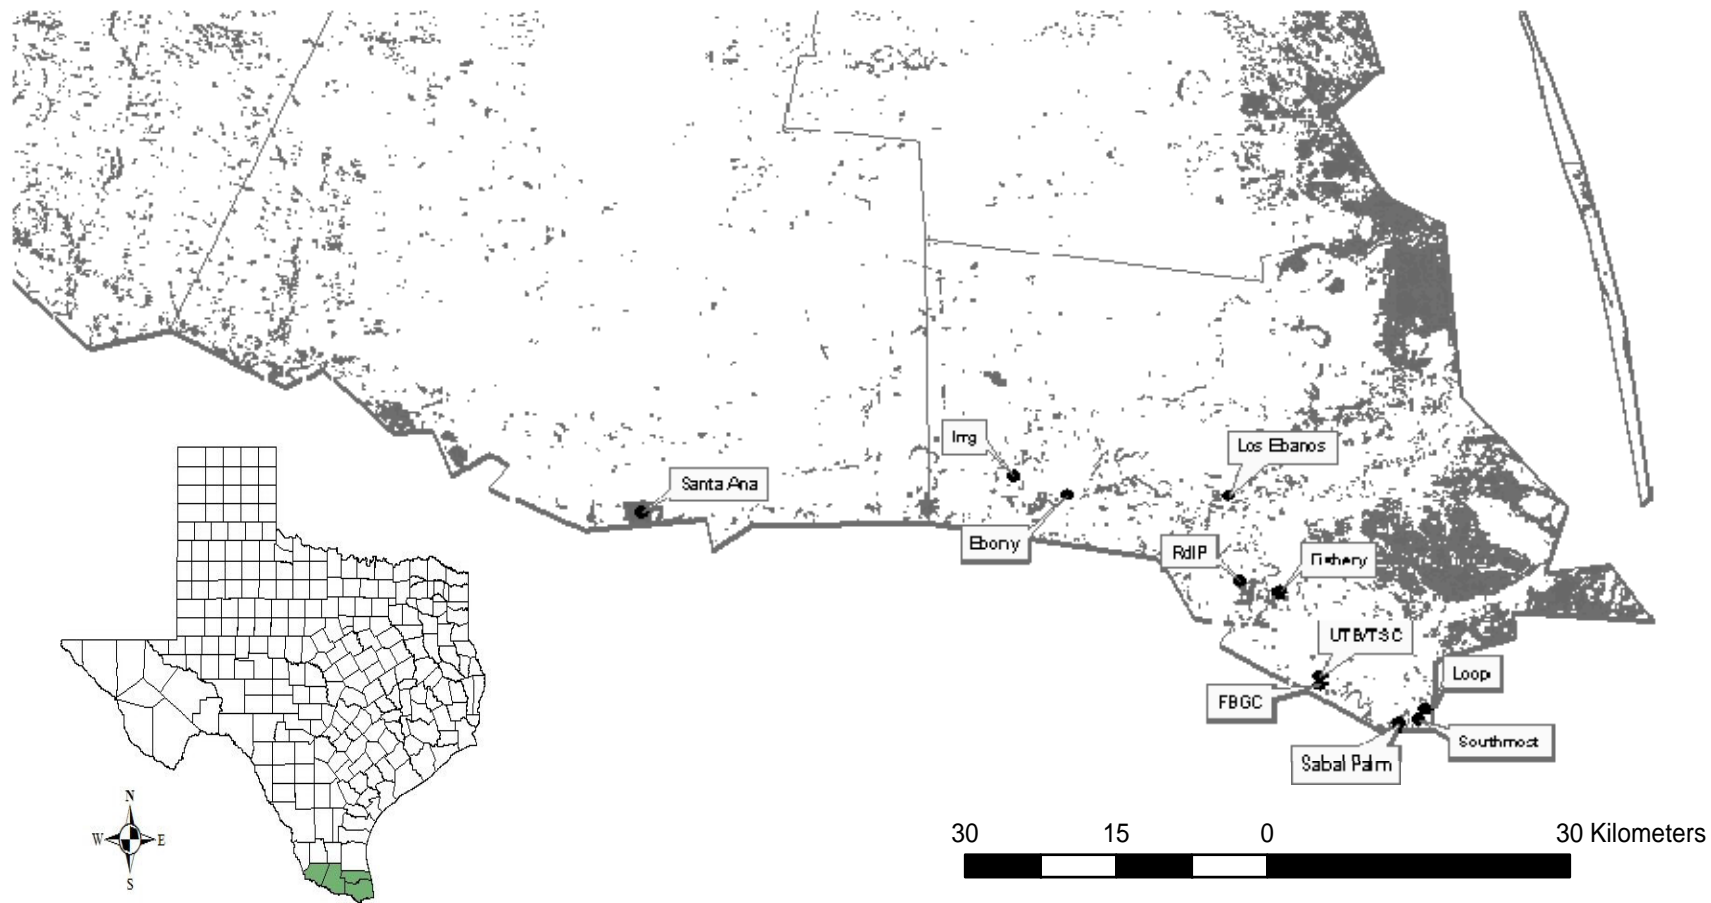 Irrig
Los Ebanos
Santa Ana
Ebony
RdlP
Fishery
UTB/TSC
Loop
FBGC
Southmost
Sabal Palm
N
W E
S
30 15 0 30 Kilometers